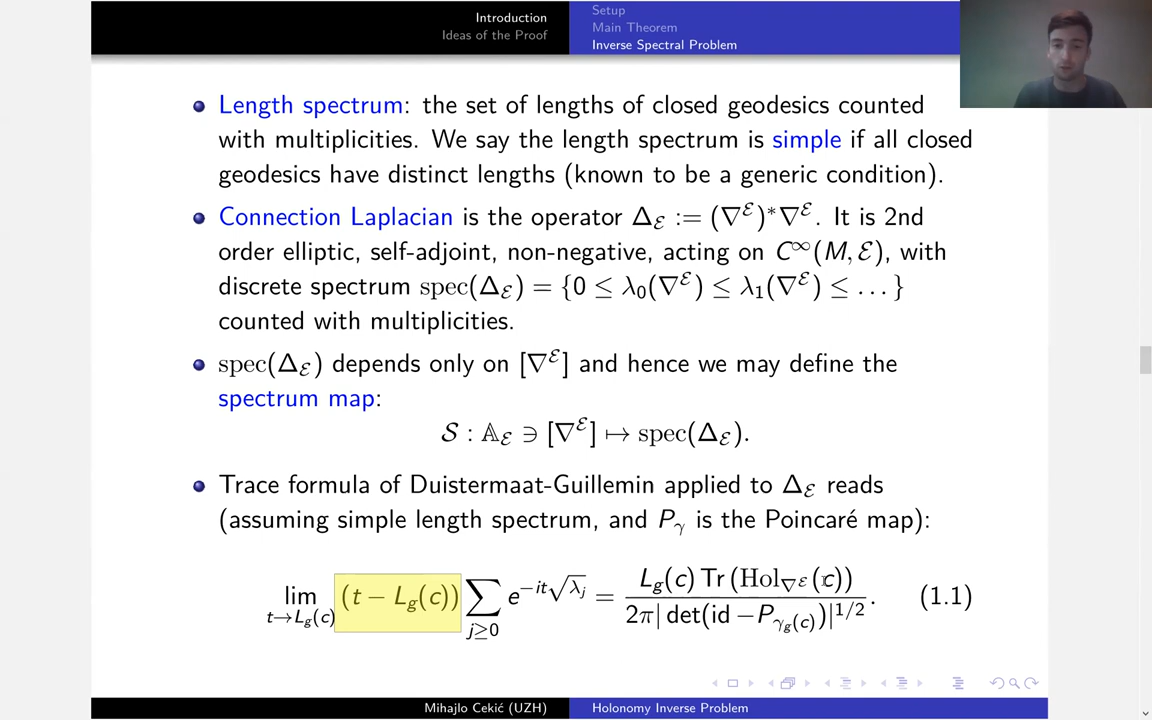 Introduction
Ideas of the Proof
Setup
Main Theorem
Inverse Spectral Problem
Length spectrum: the set of lengths of closed geodesics counted
with multiplicities. We say the length spectrum is simple if all closed
geodesics have distinct lengths (known to be a generic condition).
Connection Laplacian is the operator Δ_ℰ := (∇^ℰ)*∇^ℰ. It is 2nd
order elliptic, self-adjoint, non-negative, acting on C^∞(M, ℰ), with
discrete spectrum spec(Δ_ℰ) = {0 ≤ λ₀(∇^ℰ) ≤ λ₁(∇^ℰ) ≤ . . . }
counted with multiplicities.
spec(Δ_ℰ) depends only on [∇^ℰ] and hence we may define the
spectrum map:
𝒮 : 𝔸_ℰ ∋ [∇^ℰ] ↦ spec(Δ_ℰ).
Trace formula of Duistermaat-Guillemin applied to Δ_ℰ reads
(assuming simple length spectrum, and P_γ is the Poincaré map):
lim_{t→L_g(c)} (t − L_g(c)) ∑_{j≥0} e^{−it√λ_j} = L_g(c) Tr (Hol_{∇^ℰ}(c)) / 2π| det(id −P_{γ_g(c)})|^{1/2} . (1.1)
Mihajlo Cekić (UZH)
Holonomy Inverse Problem